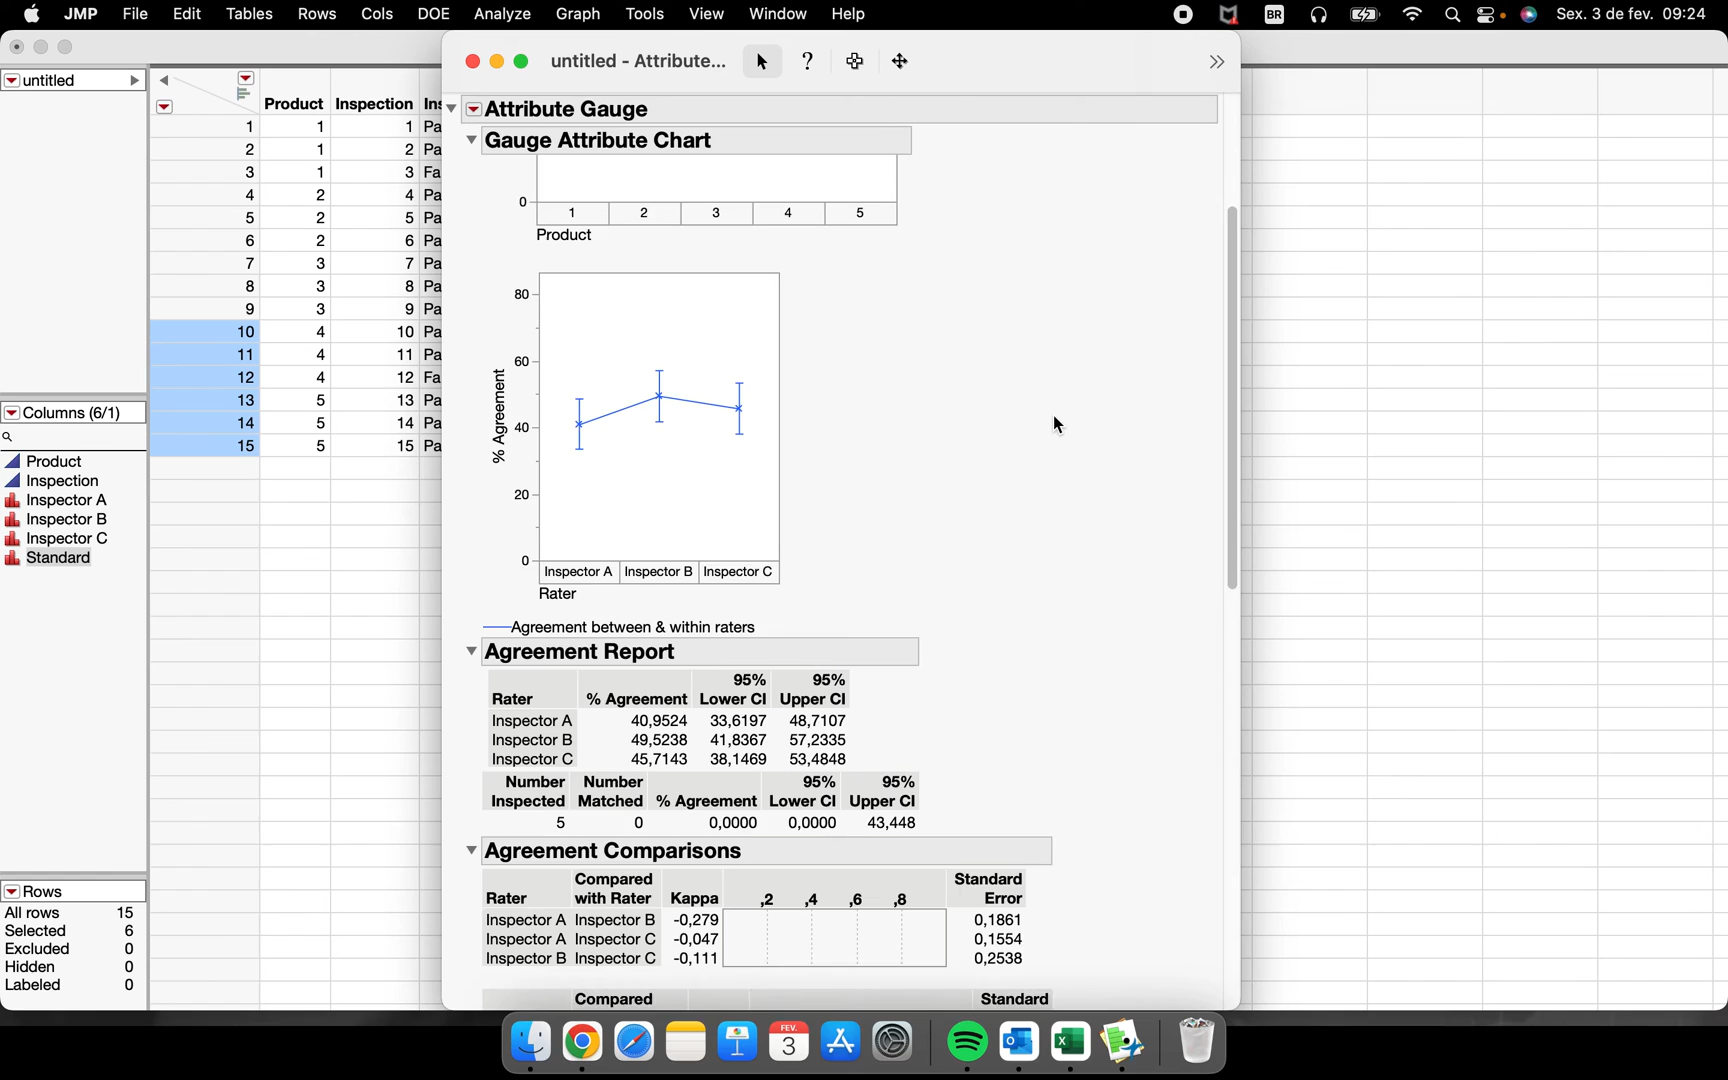 JMP File Edit Tables Rows Cols DOE Analyze Graph Tools View Window Help BR Sex. 3 de fev. 09:24
untitled - Attribute...
untitled
Product Inspection Ins
1 1 1 Pa
2 1 2 Pa
3 1 3 Fa
4 2 4 Pa
5 2 5 Pa
6 2 6 Pa
7 3 7 Pa
8 3 8 Pa
9 3 9 Pa
10 4 10 Pa
11 4 11 Pa
12 4 12 Fa
13 5 13 Pa
14 5 14 Pa
15 5 15 Pa
Columns (6/1)
Product
Inspection
Inspector A
Inspector B
Inspector C
Standard
Rows
All rows 15
Selected 6
Excluded 0
Hidden 0
Labeled 0
Attribute Gauge
Gauge Attribute Chart
0
1 2 3 4 5
Product
80
60
40
20
0
% Agreement
Inspector A Inspector B Inspector C
Rater
Agreement between & within raters
Agreement Report
95% 95%
Rater % Agreement Lower CI Upper CI
Inspector A 40,9524 33,6197 48,7107
Inspector B 49,5238 41,8367 57,2335
Inspector C 45,7143 38,1469 53,4848
Number Number 95% 95%
Inspected Matched % Agreement Lower CI Upper CI
5 0 0,0000 0,0000 43,448
Agreement Comparisons
Compared Standard
Rater with Rater Kappa ,2 ,4 ,6 ,8 Error
Inspector A Inspector B -0,279 0,1861
Inspector A Inspector C -0,047 0,1554
Inspector B Inspector C -0,111 0,2538
Compared Standard
FEV.
3